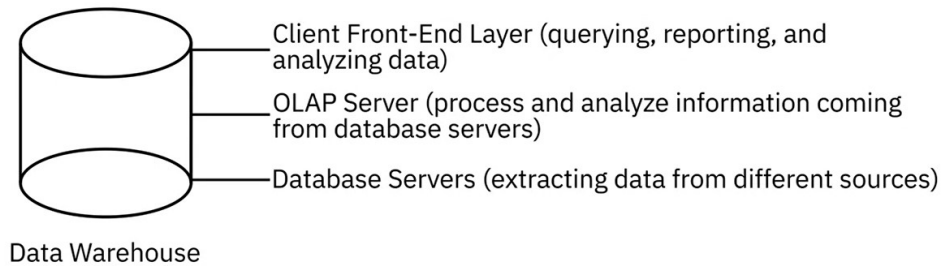 Client Front-End Layer (querying, reporting, and
analyzing data)
OLAP Server (process and analyze information coming
from database servers)
Database Servers (extracting data from different sources)
Data Warehouse